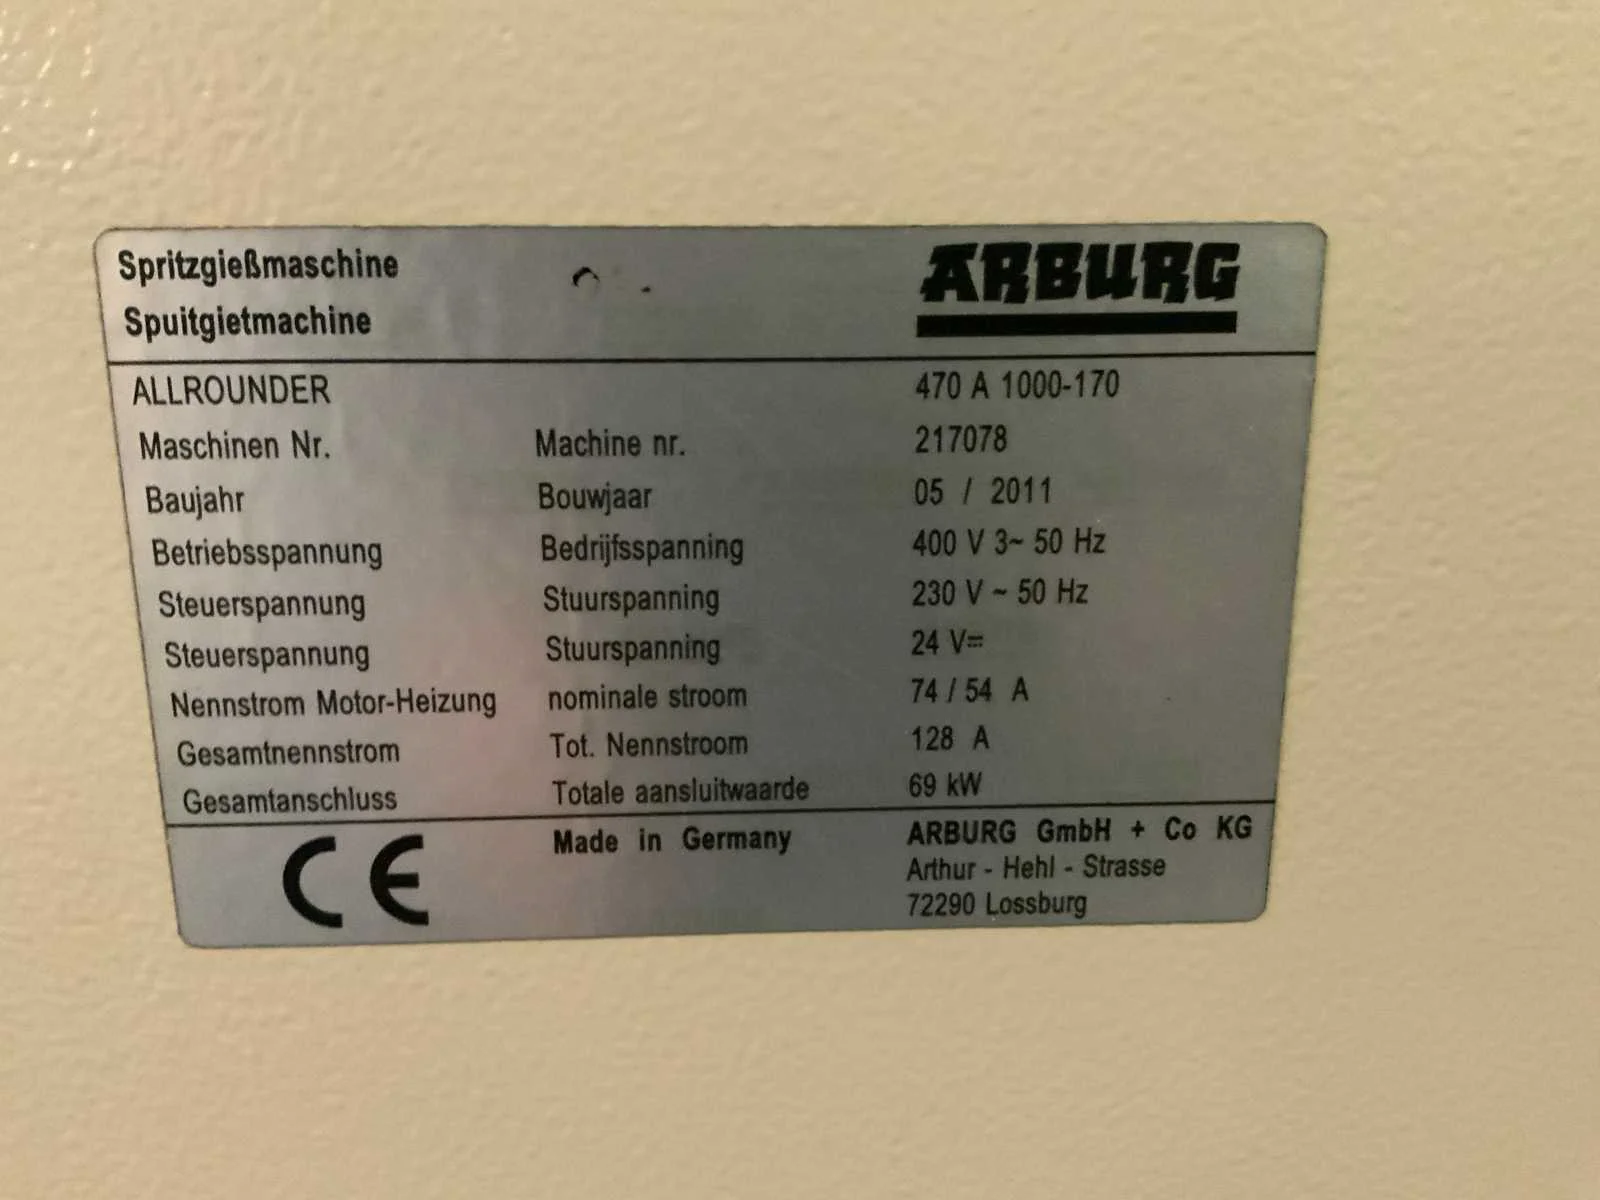 Spritzgießmaschine
Spuitgietmachine
ARBURG
ALLROUNDER 470 A 1000-170
Maschinen Nr. Machine nr. 217078
Baujahr Bouwjaar 05 / 2011
Betriebsspannung Bedrijfsspanning 400 V 3~ 50 Hz
Steuerspannung Stuurspanning 230 V ~ 50 Hz
Steuerspannung Stuurspanning 24 V⎓
Nennstrom Motor-Heizung nominale stroom 74 / 54 A
Gesamtnennstrom Tot. Nennstroom 128 A
Gesamtanschluss Totale aansluitwaarde 69 kW
CE Made in Germany ARBURG GmbH + Co KG
Arthur - Hehl - Strasse
72290 Lossburg